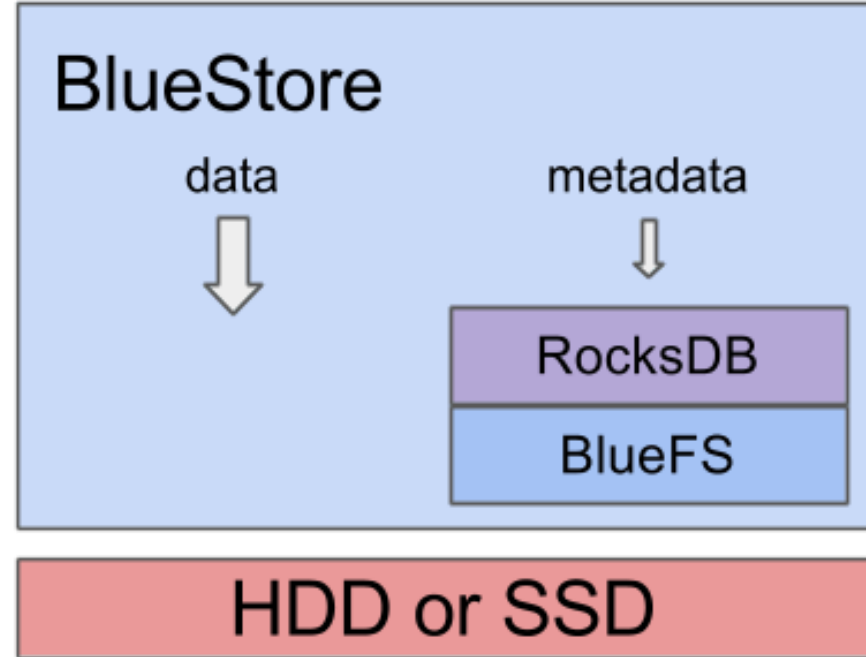 BlueStore
data
metadata
RocksDB
BlueFS
HDD or SSD